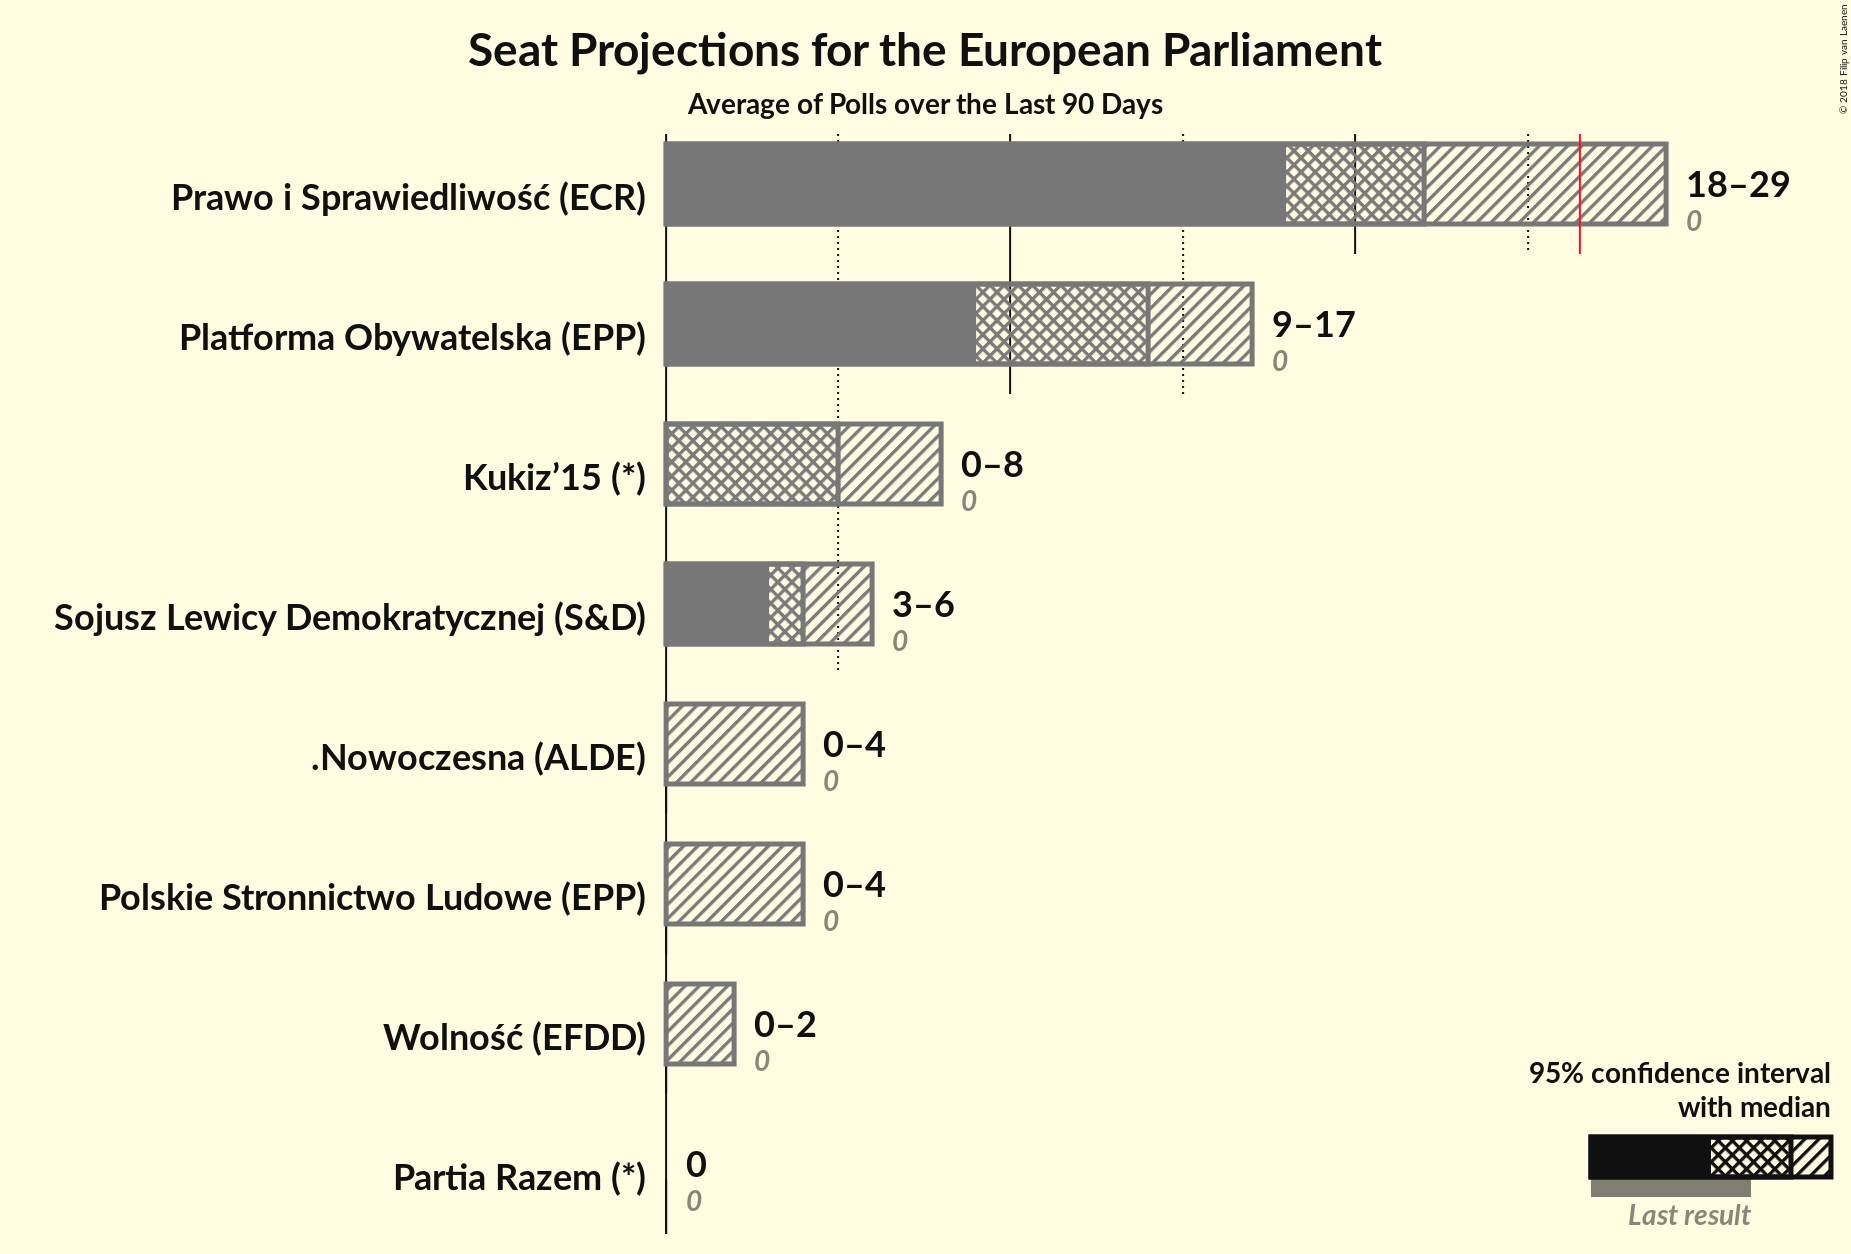 Seat Projections for the European Parliament
Average of Polls over the Last 90 Days
© 2018 Filip van Laenen
Prawo i Sprawiedliwość (ECR)
18–29
0
Platforma Obywatelska (EPP)
9–17
0
Kukiz’15 (*)
0–8
0
Sojusz Lewicy Demokratycznej (S&D)
3–6
0
.Nowoczesna (ALDE)
0–4
0
Polskie Stronnictwo Ludowe (EPP)
0–4
0
Wolność (EFDD)
0–2
0
Partia Razem (*)
0
0
95% confidence interval
with median
Last result